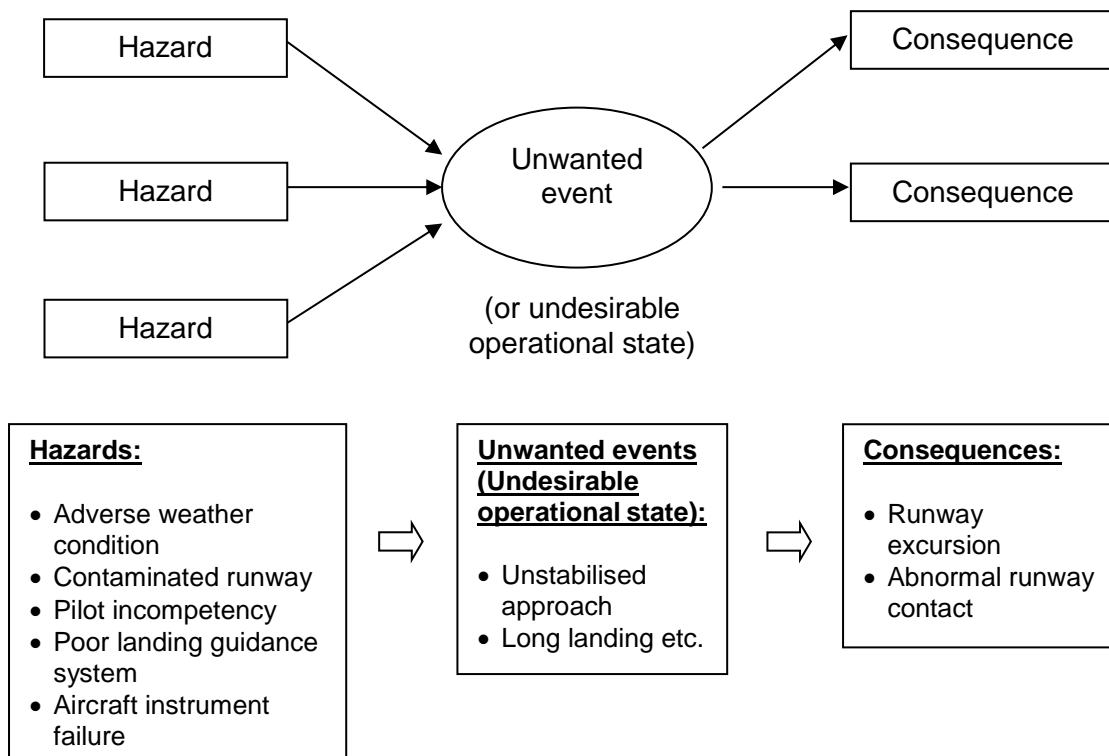 Hazard
Consequence
Unwanted
event
Hazard
Consequence
Hazard
(or undesirable
operational state)
Hazards:
• Adverse weather
condition
• Contaminated runway
• Pilot incompetency
• Poor landing guidance
system
• Aircraft instrument
failure
Unwanted events
(Undesirable
operational state):
• Unstabilised
approach
• Long landing etc.
Consequences:
• Runway
excursion
• Abnormal runway
contact